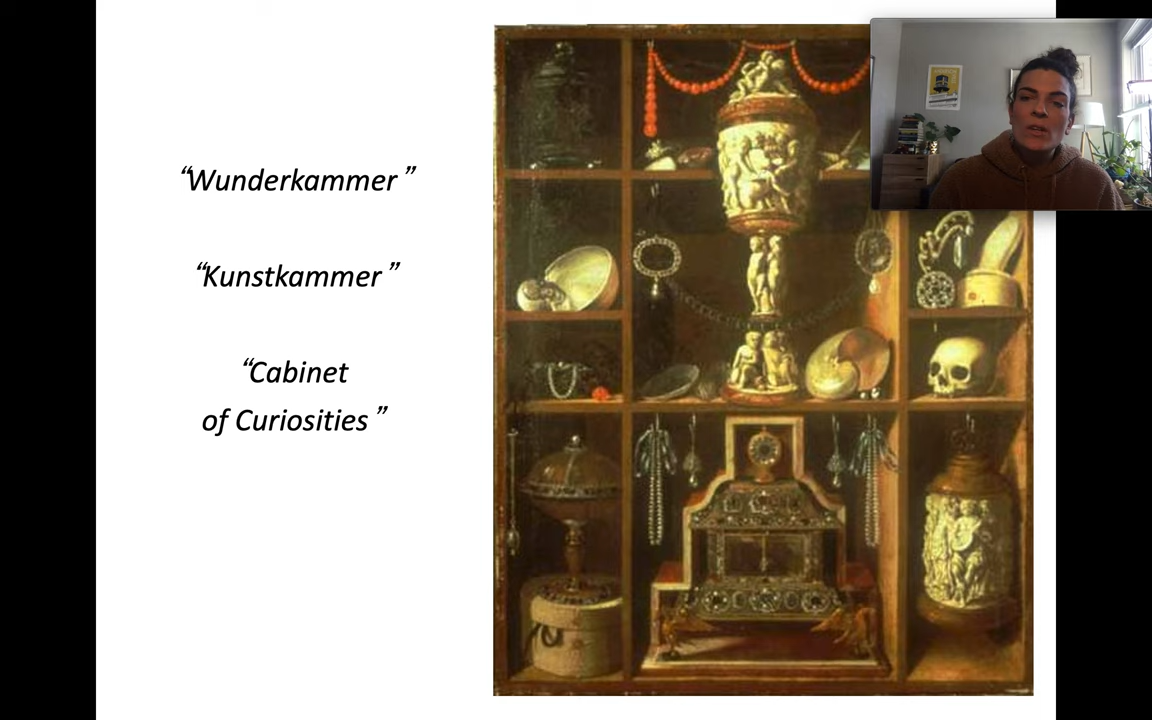 “Wunderkammer”
“Kunstkammer”
“Cabinet
of Curiosities”